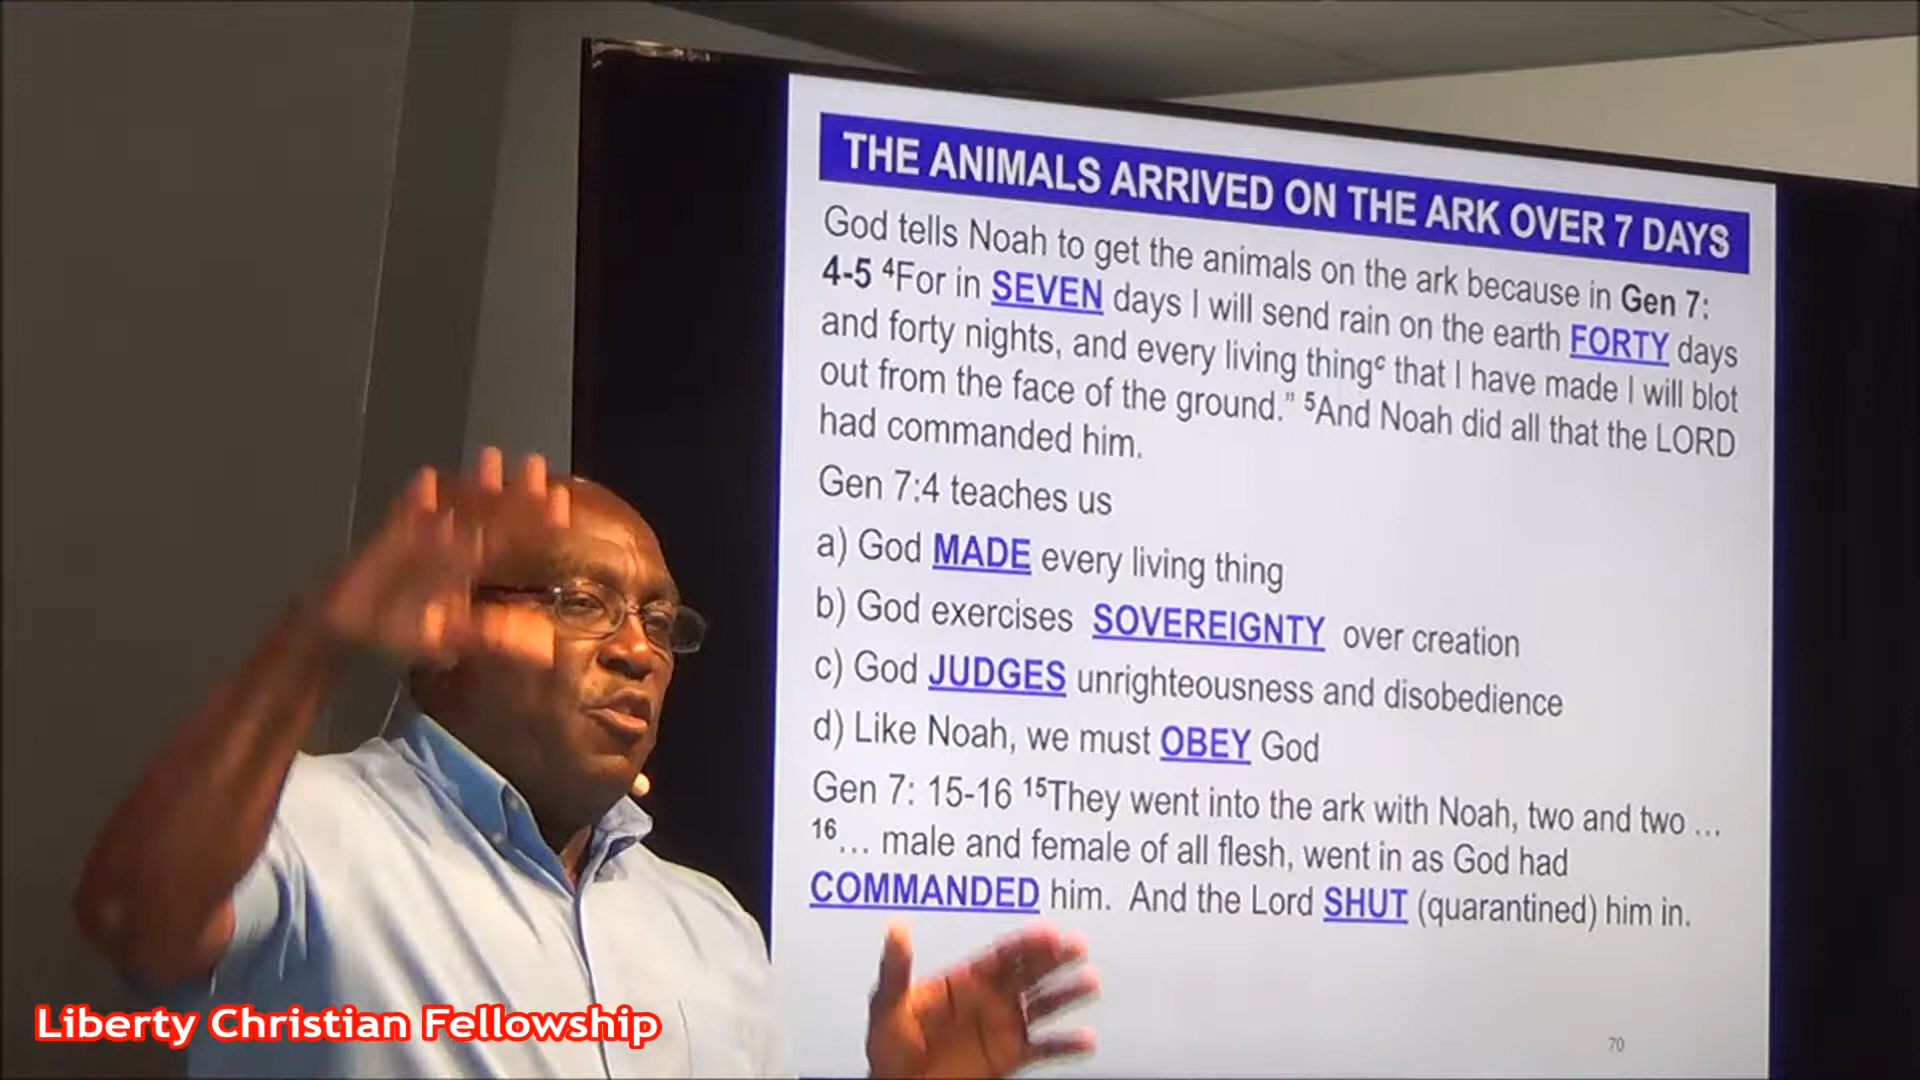 THE ANIMALS ARRIVED ON THE ARK OVER 7 DAYS
God tells Noah to get the animals on the ark because in Gen 7:
4-5 ⁴For in SEVEN days I will send rain on the earth FORTY days
and forty nights, and every living thingᶜ that I have made I will blot
out from the face of the ground.” ⁵And Noah did all that the LORD
had commanded him.
Gen 7:4 teaches us
a) God MADE every living thing
b) God exercises SOVEREIGNTY over creation
c) God JUDGES unrighteousness and disobedience
d) Like Noah, we must OBEY God
Gen 7: 15-16 ¹⁵They went into the ark with Noah, two and two …
¹⁶… male and female of all flesh, went in as God had
COMMANDED him. And the Lord SHUT (quarantined) him in.
70
Liberty Christian Fellowship